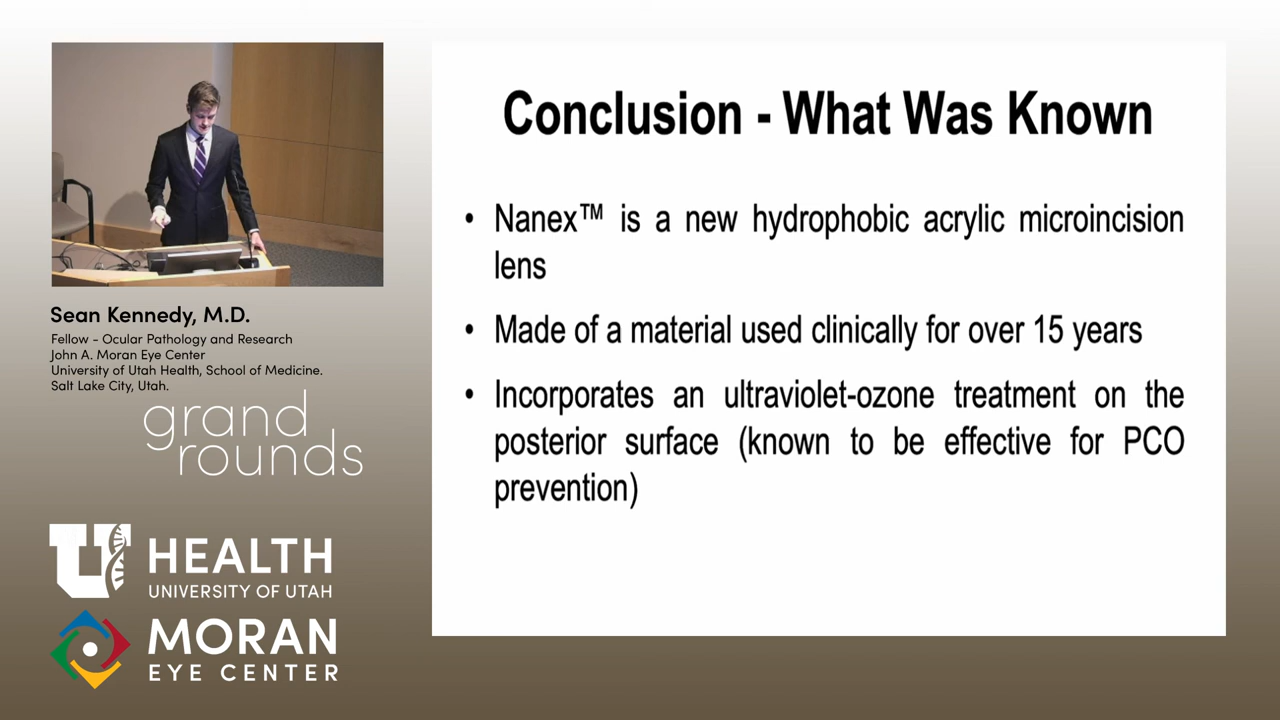 Conclusion - What Was Known
• Nanex™ is a new hydrophobic acrylic microincision
lens
• Made of a material used clinically for over 15 years
• Incorporates an ultraviolet-ozone treatment on the
posterior surface (known to be effective for PCO
prevention)
Sean Kennedy, M.D.
Fellow - Ocular Pathology and Research
John A. Moran Eye Center
University of Utah Health, School of Medicine.
Salt Lake City, Utah.
grand
rounds
U HEALTH
UNIVERSITY OF UTAH
MORAN
EYE CENTER